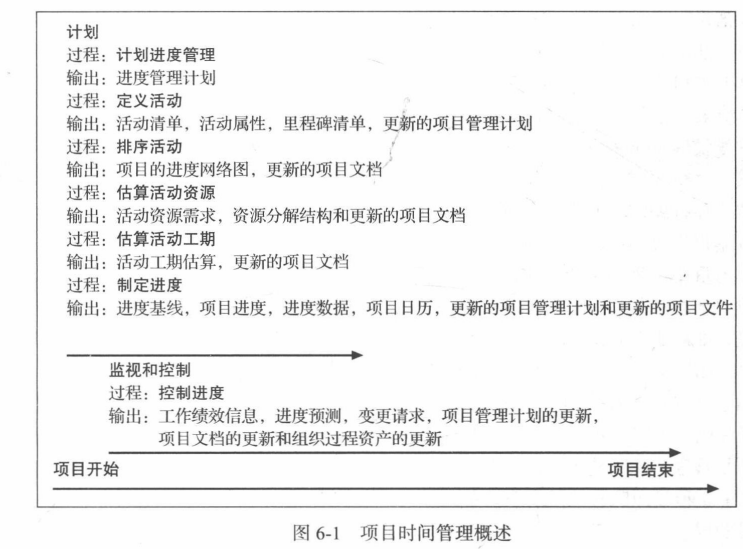 计划
过程：计划进度管理
输出：进度管理计划
过程：定义活动
输出：活动清单，活动属性，里程碑清单，更新的项目管理计划
过程：排序活动
输出：项目的进度网络图，更新的项目文档
过程：估算活动资源
输出：活动资源需求，资源分解结构和更新的项目文档
过程：估算活动工期
输出：活动工期估算，更新的项目文档
过程：制定进度
输出：进度基线，项目进度，进度数据，项目日历，更新的项目管理计划和更新的项目文件
监视和控制
过程：控制进度
输出：工作绩效信息，进度预测，变更请求，项目管理计划的更新，
项目文档的更新和组织过程资产的更新
项目开始 项目结束
图 6-1 项目时间管理概述